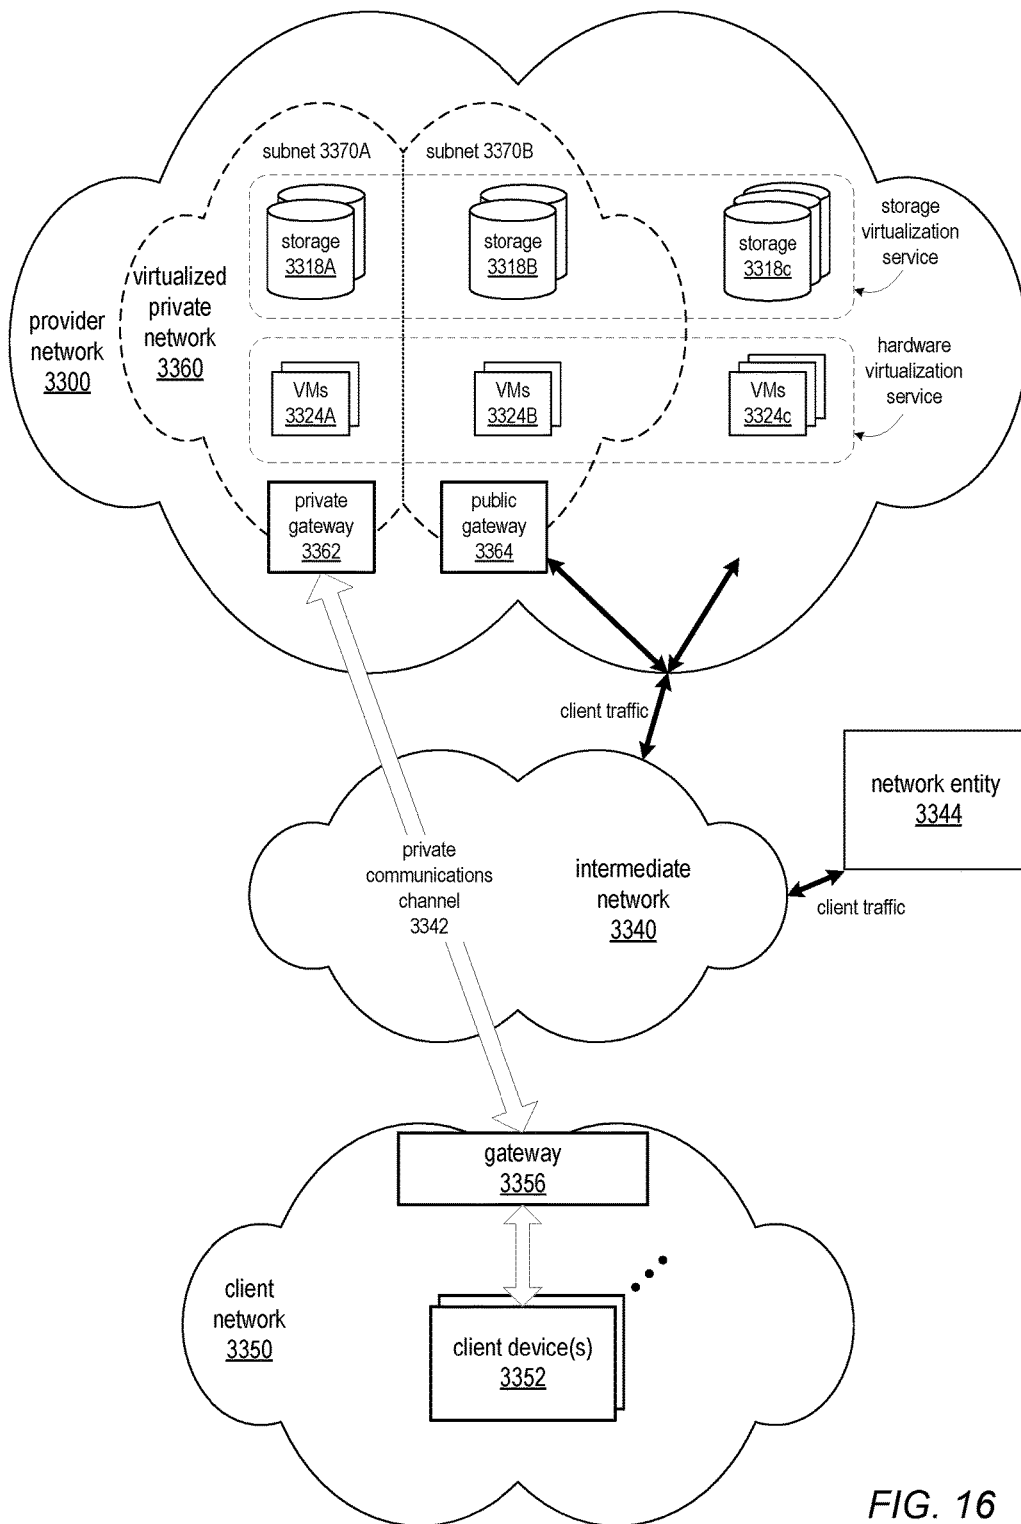 subnet 3370A
subnet 3370B
storage
3318A
storage
3318B
storage
3318c
storage
virtualization
service
virtualized
private
network
3360
provider
network
3300
VMs
3324A
VMs
3324B
VMs
3324c
hardware
virtualization
service
private
gateway
3362
public
gateway
3364
client traffic
network entity
3344
private
communications
channel
3342
intermediate
network
3340
client traffic
gateway
3356
client
network
3350
client device(s)
3352
FIG. 16